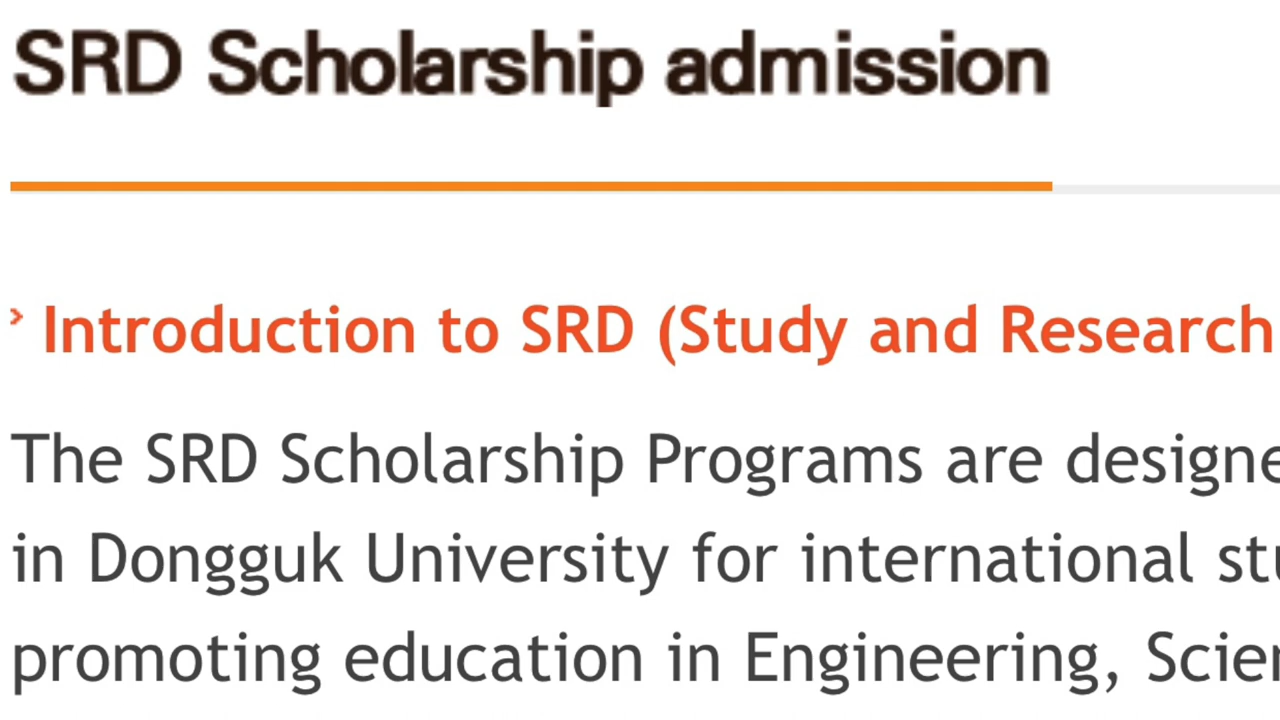 SRD Scholarship admission
Introduction to SRD (Study and Research
The SRD Scholarship Programs are designe
in Dongguk University for international stu
promoting education in Engineering, Scien